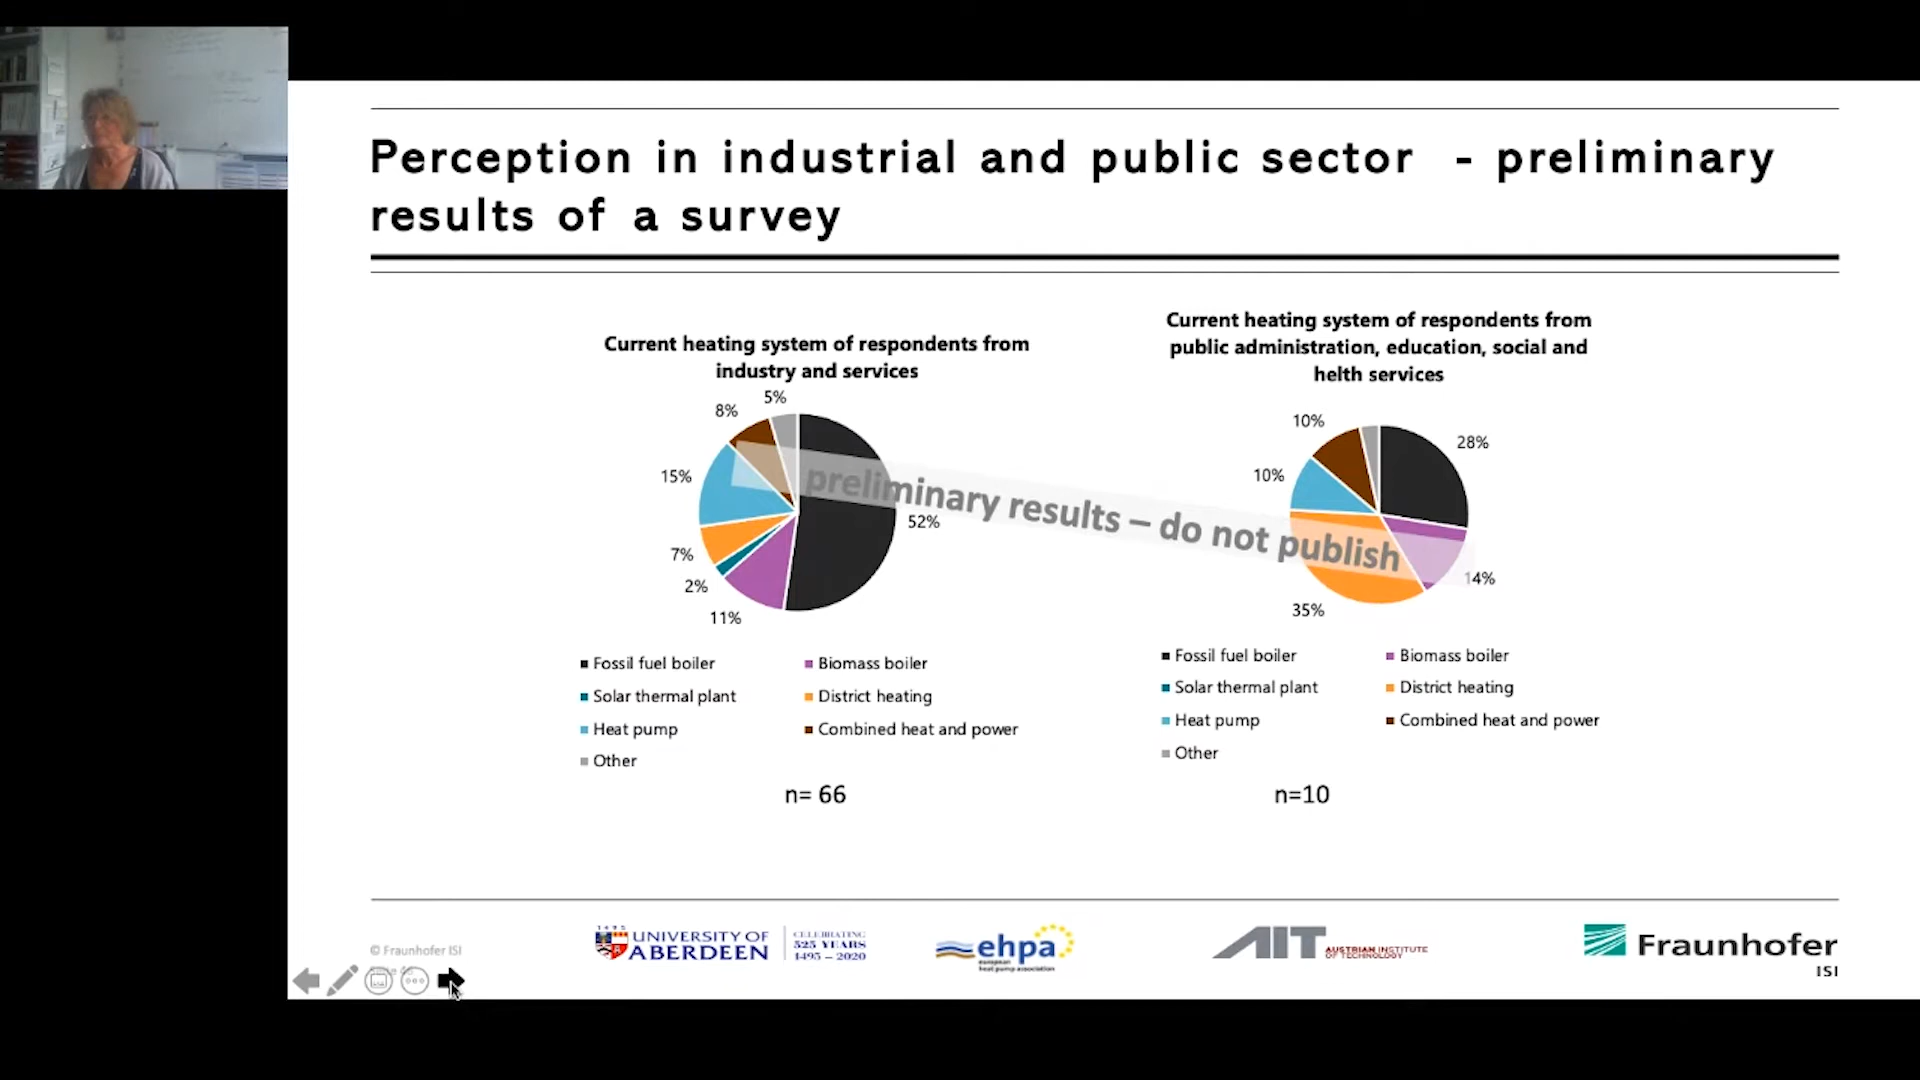 Perception in industrial and public sector - preliminary
results of a survey
Current heating system of respondents from
industry and services
5%
8%
15%
52%
7%
2%
11%
Fossil fuel boiler
Biomass boiler
Solar thermal plant
District heating
Heat pump
Combined heat and power
Other
n= 66
Current heating system of respondents from
public administration, education, social and
helth services
10%
28%
10%
14%
35%
Fossil fuel boiler
Biomass boiler
Solar thermal plant
District heating
Heat pump
Combined heat and power
Other
n=10
preliminary results – do not publish
© Fraunhofer ISI
1495
UNIVERSITY OF
ABERDEEN
CELEBRATING
525 YEARS
1495 – 2020
ehpa
european
heat pump association
AIT
AUSTRIAN INSTITUTE
OF TECHNOLOGY
Fraunhofer
ISI